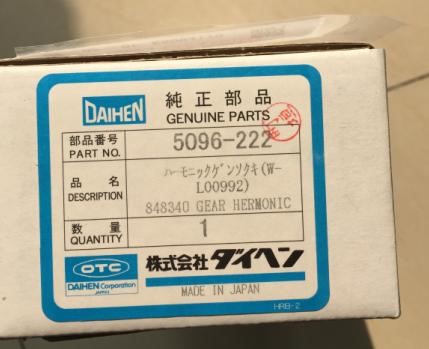 DAIHEN
純正部品
GENUINE PARTS
部品番号
PART NO.
5096-222
品名
DESCRIPTION
ハーモニックゲンソクキ(W-
L00992)
848340 GEAR HERMONIC
数量
QUANTITY
1
OTC
DAIHEN Corporation
JAPAN
株式会社ダイヘン
MADE IN JAPAN
HRB-2